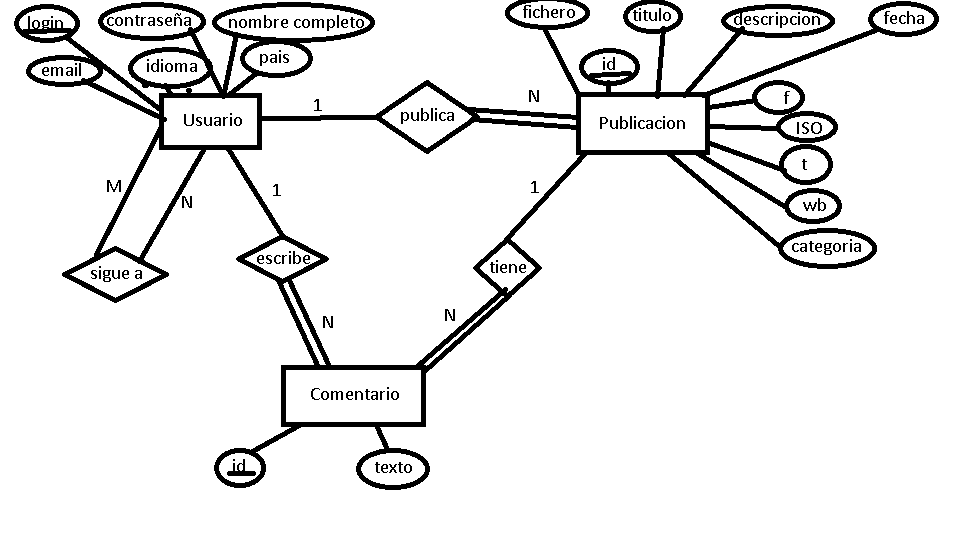 login
contraseña
nombre completo
email
idioma
pais
Usuario
1
publica
N
fichero
titulo
descripcion
fecha
id
Publicacion
f
ISO
t
wb
categoria
M
N
sigue a
1
escribe
N
1
tiene
N
Comentario
id
texto